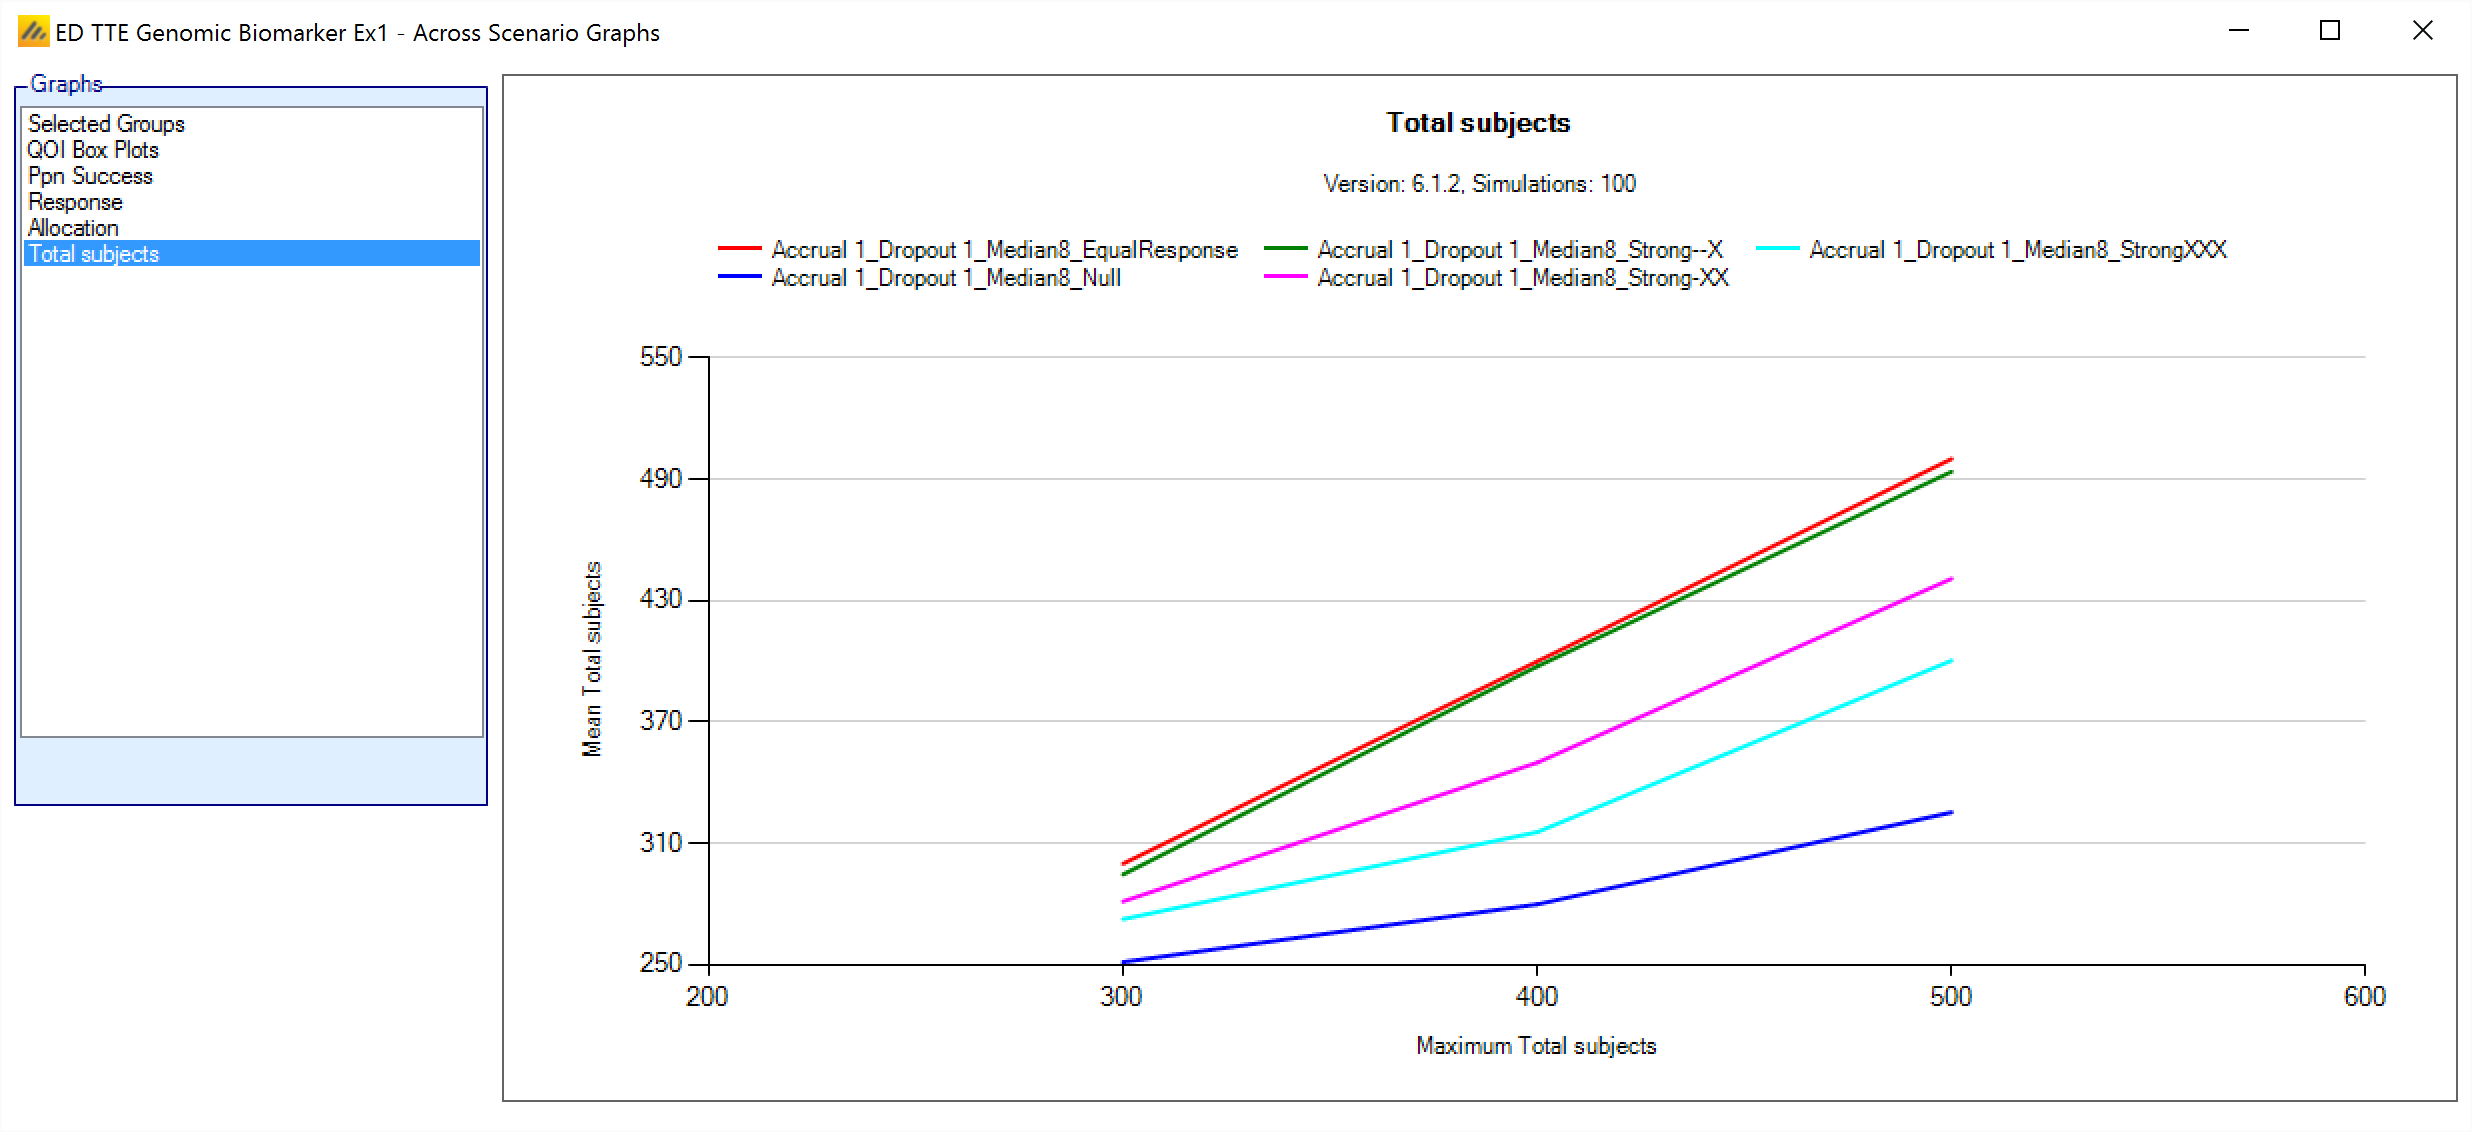 ED TTE Genomic Biomarker Ex1 - Across Scenario Graphs
Graphs
Selected Groups
QOI Box Plots
Ppn Success
Response
Allocation
Total subjects
Total subjects
Version: 6.1.2, Simulations: 100
Accrual 1_Dropout 1_Median8_EqualResponse
Accrual 1_Dropout 1_Median8_Strong--X
Accrual 1_Dropout 1_Median8_StrongXXX
Accrual 1_Dropout 1_Median8_Null
Accrual 1_Dropout 1_Median8_Strong-XX
550
490
430
370
310
250
Mean Total subjects
200
300
400
500
600
Maximum Total subjects